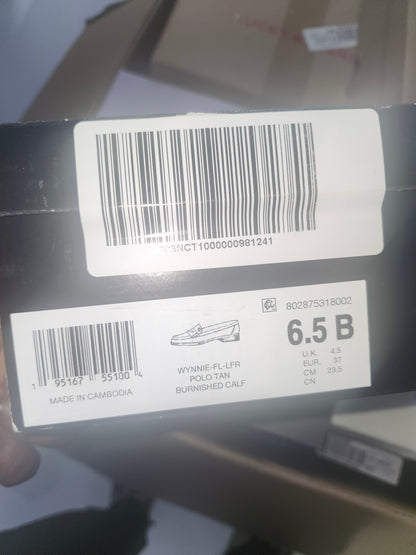 C3NCT1000000981241
802875318002
6.5 B
U.K. 4.5
EUR. 37
CM 23.5
CN
WYNNIE-FL-LFR
POLO TAN
BURNISHED CALF
1 95167 55100 4
MADE IN CAMBODIA